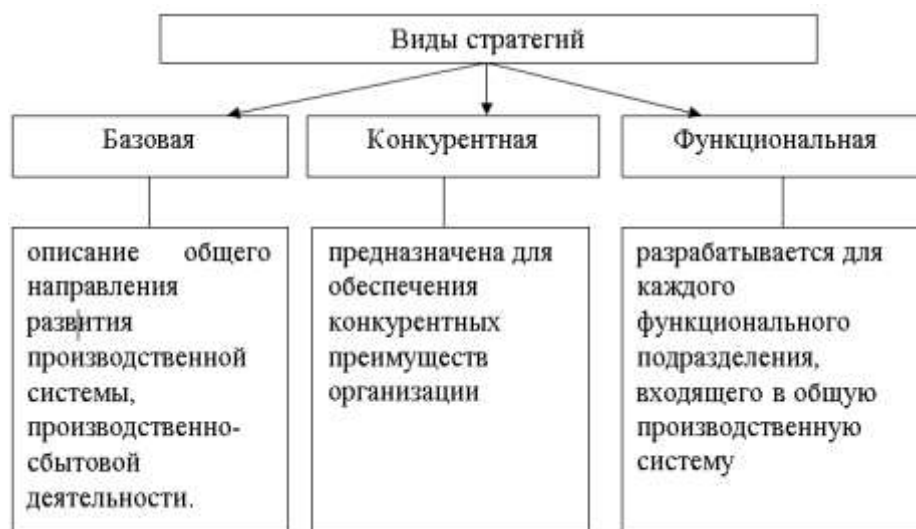 Виды стратегий
Базовая
Конкурентная
Функциональная
описание общего
направления
развития
производственной
системы,
производственно-
сбытовой
деятельности.
предназначена для
обеспечения
конкурентных
преимуществ
организации
разрабатывается для
каждого
функционального
подразделения,
входящего в общую
производственную
систему